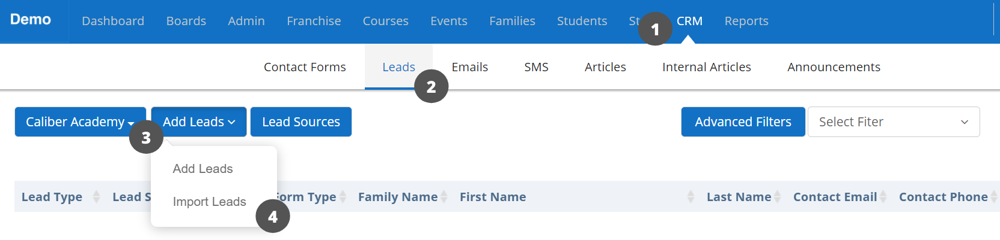 Demo Dashboard Boards Admin Franchise Courses Events Families Students 1 CRM Reports
Contact Forms Leads Emails SMS Articles Internal Articles Announcements
2
Caliber Academy Add Leads Lead Sources Advanced Filters Select Fiter
3
Add Leads
Import Leads
4
Lead Type Lead S Form Type Family Name First Name Last Name Contact Email Contact Phone